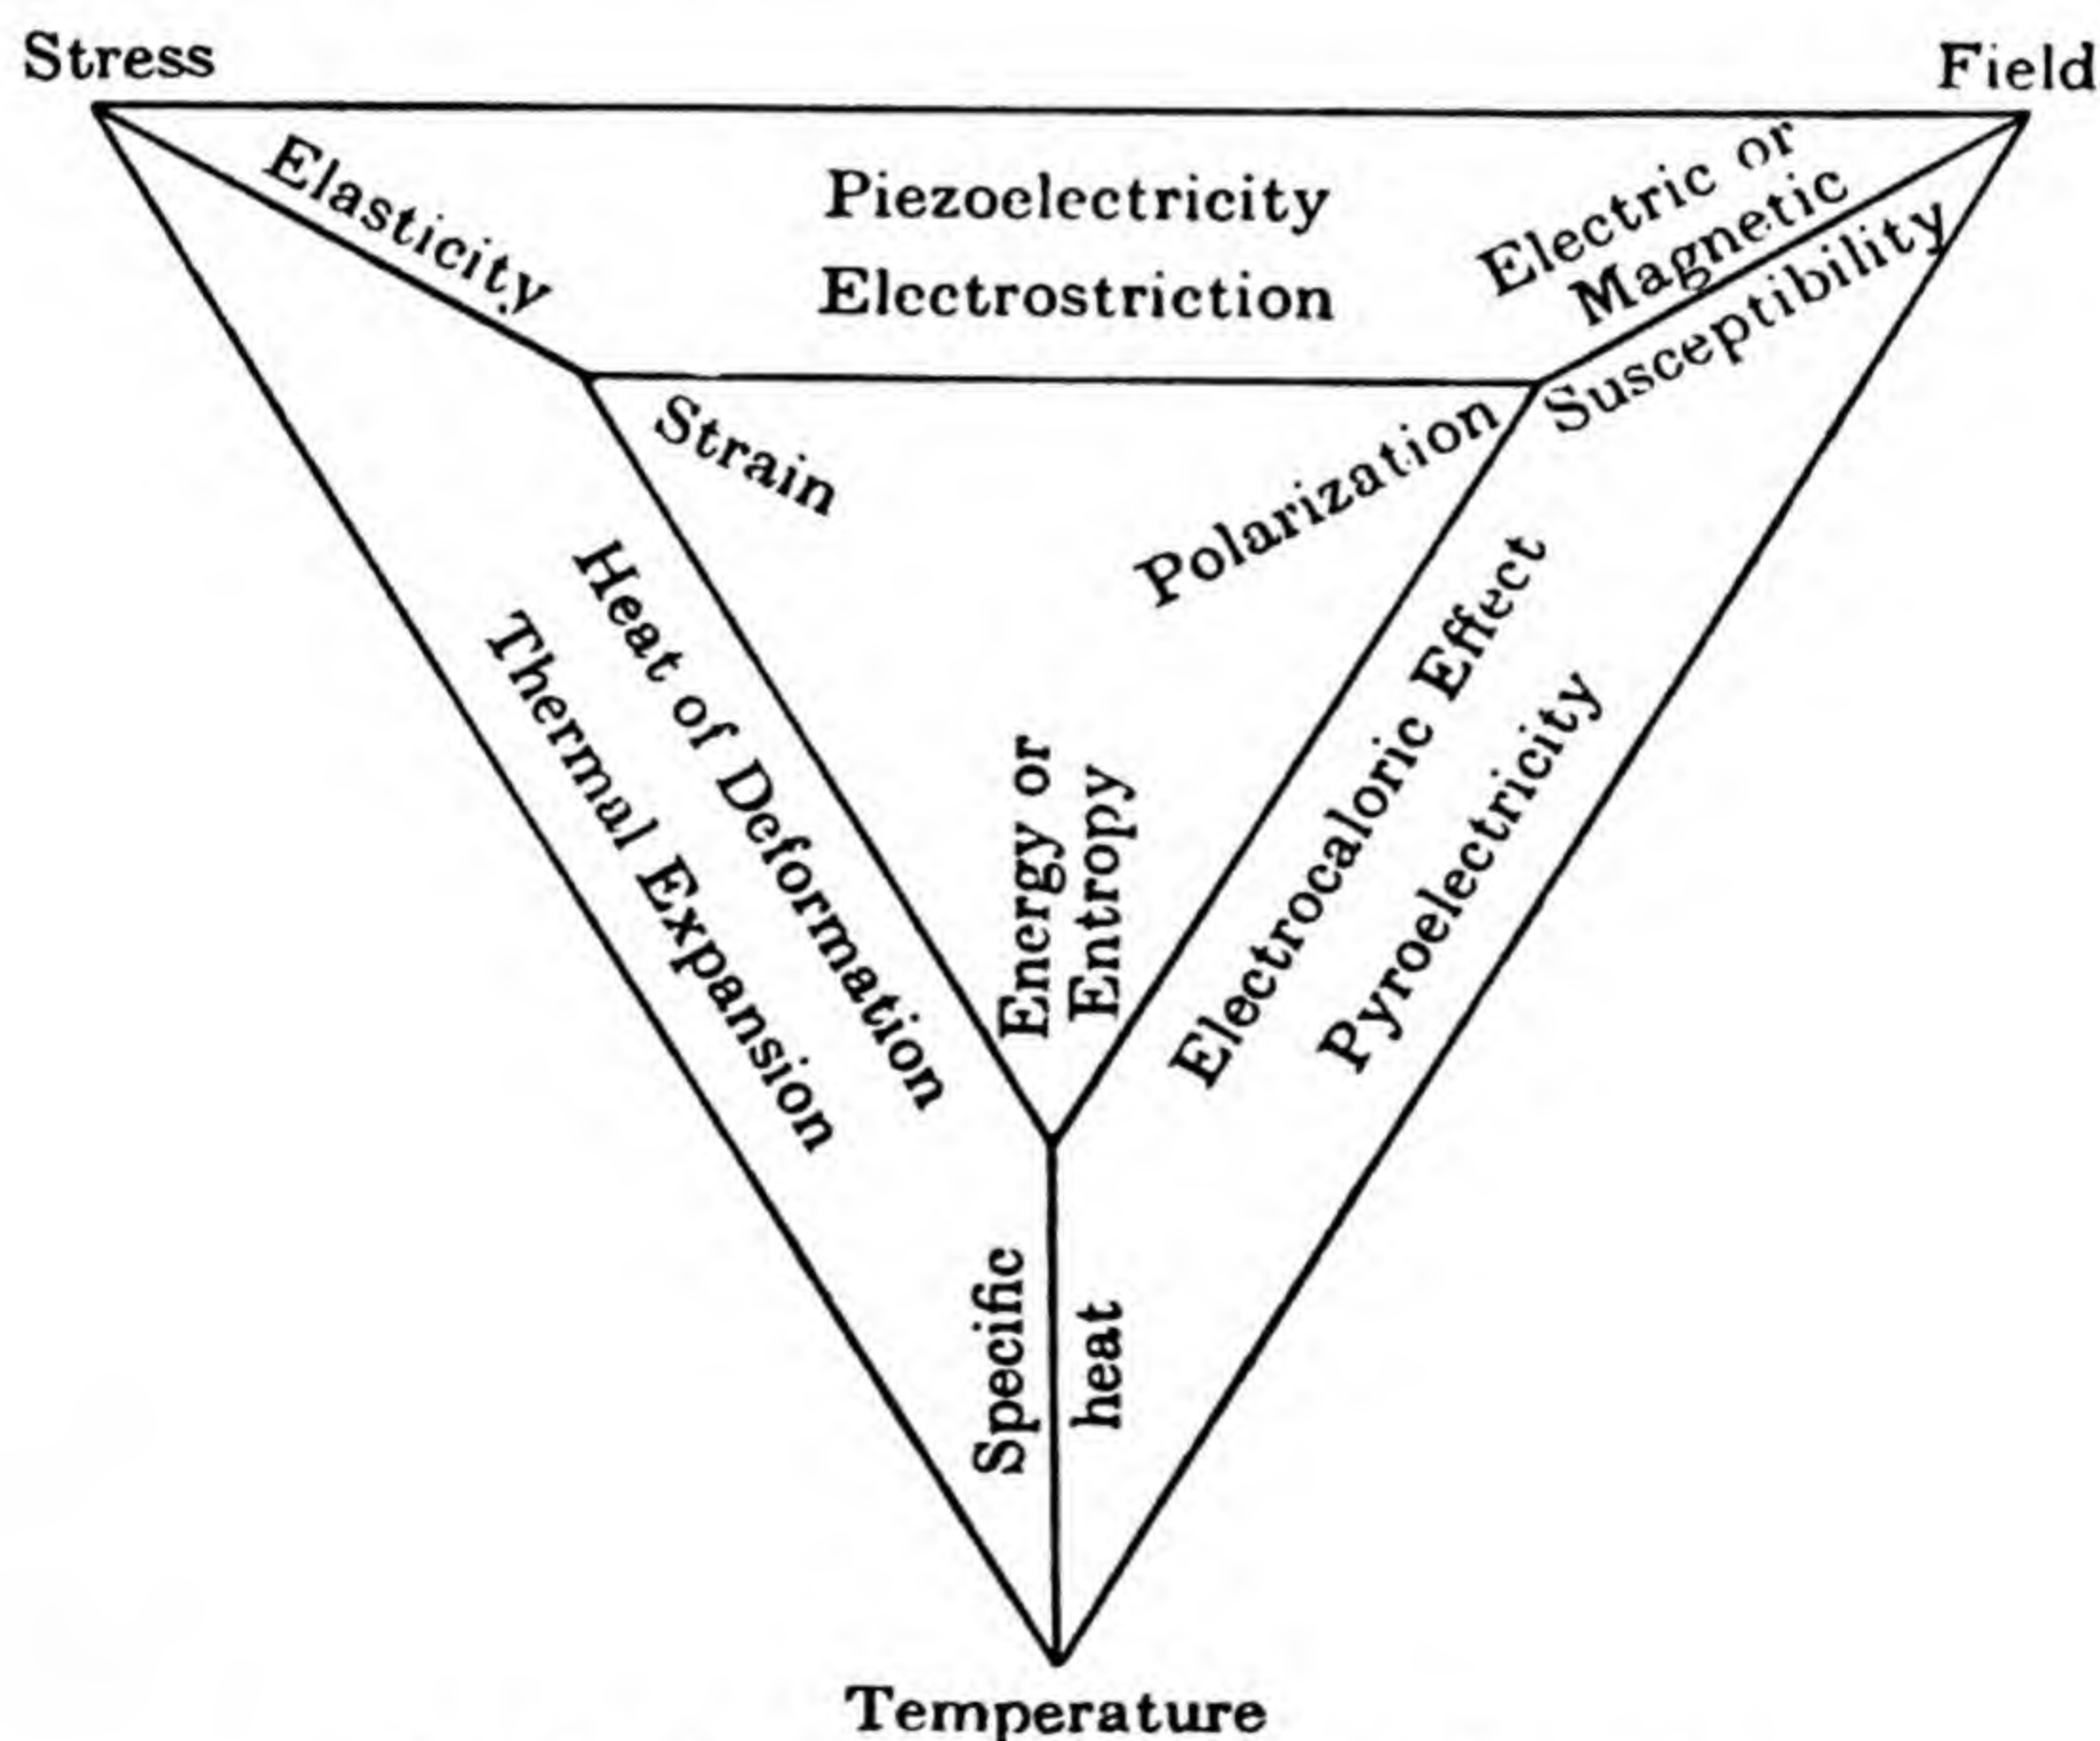 Stress
Field
Elasticity
Piezoelectricity
Electrostriction
Electric or
Magnetic
Susceptibility
Strain
Polarization
Heat of Deformation
Thermal Expansion
Energy or
Entropy
Electrocaloric Effect
Pyroelectricity
Specific
heat
Temperature